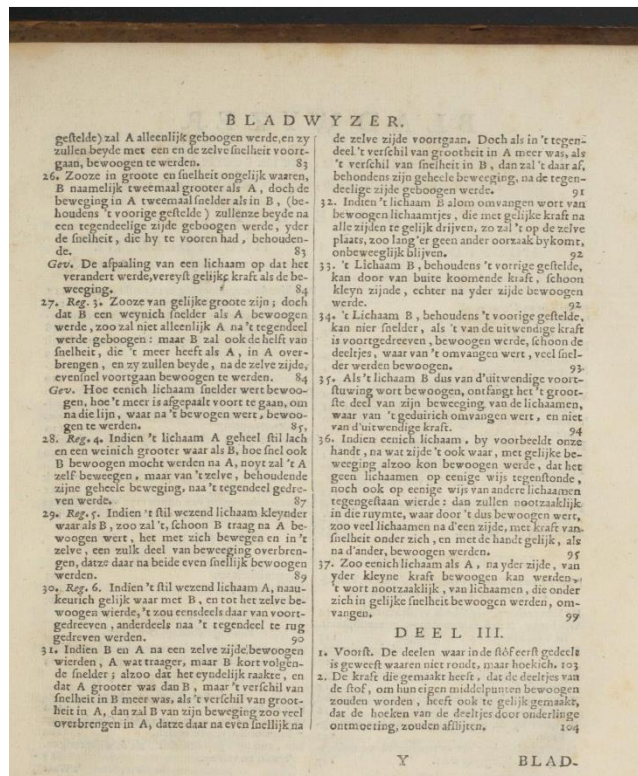 BLADWYZER.
gestelde) zal A alleenlijk geboogen werde, en zy
zullen beyde met een en de zelve snelheit voort-
gaan, bewoogen te werden. 83
26. Zooze in groote en snelheit ongelijk waaren,
B naamelijk tweemaal grooter als A, doch de
beweging in A tweemaal snelder als in B, (be-
houdens 't voorige gestelde) zullenze beyde na
een tegendeelige zijde geboogen werde, yder
de snelheit, die hy te vooren had, behouden-
de. 83
Gev. De afpaaling van een lichaam op dat het
verandert werde, vereyst gelijke kraft als de be-
weeging. 84
27. Reg. 3. Zooze van gelijke groote zijn; doch
dat B een weynich snelder als A bewoogen
werde, zoo zal niet alleenlijk A na 't tegendeel
werde geboogen: maar B zal ook de helft van
snelheit, die 't meer heeft als A, in A over-
brengen, en zy zullen beyde, na de zelve zijde,
evensnel voortgaan bewoogen te werden. 84
Gev. Hoe eenich lichaam snelder wert bewoo-
gen, hoe 't meer is afgepaalt voort te gaan, om
na die lijn, waar na 't bewogen wert, bewoo-
gen te werden. 85,
28. Reg. 4. Indien 't lichaam A geheel stil lach
en een weinich grooter waar als B, hoe snel ook
B bewoogen mocht werden na A, noyt zal 't A
zelf beweegen, maar van 't zelve, behoudende
zijne geheele beweging, naa 't tegendeel gedre-
ven werde. 87
29. Reg. 5. Indien 't stil wezend lichaam kleynder
waar als B, zoo zal 't, schoon B traag na A be-
woogen wert, het met zich bewegen en in 't
zelve, een zulk deel van beweeging overbren-
gen, datze daar na beide even snellijk bewoogen
werden. 89
30. Reg. 6. Indien 't stil wezend lichaam A, naau-
keurich gelijk waar met B, en tot het zelve be-
woogen wierde, 't zou eensdeels daar van voort-
gedreeven, anderdeels naa 't tegendeel te rug
gedreven werden. 90
31. Indien B en A na een zelve zijde bewoogen
wierden, A wat traager, maar B kort volgen-
de snelder; alzoo dat het eyndelijk raakte, en
dat A grooter was dan B, maar 't verschil van
snelheit in B meer was, als 't verschil van groot-
heit in A, dan zal B van zijn beweging zoo veel
overbrengen in A, datze daar na even snellijk na
de zelve zijde voortgaan. Doch als in 't tegen-
deel 't verschil van grootheit in A meer was, als
't verschil van snelheit in B, dan zal 't daar af,
behondens zijn geheele beweeging, na de tegen-
deelige zijde geboogen werde. 91
32. Indien 't lichaam B alom omvangen wort van
bewoogen lichaamtjes, die met gelijke kraft na
alle zijden te gelijk drijven, zo zal 't op de zelve
plaats, zoo lang 'er geen ander oorzaak bykomt,
onbeweeglijk blijven. 92
33. 't Lichaam B, behoudens 't vorrige gestelde,
kan door van buite koomende kraft, schoon
kleyn zijnde, echter na yder zijde bewoogen
werde. 92
34. 't Lichaam B, behoudens 't voorige gestelde,
kan nier snelder, als 't van de uitwendige kraft
is voortgedreeven, bewoogen werde, schoon de
deeltjes, waar van 't omvangen wert, veel snel-
der werden bewoogen. 93.
35. Als 't lichaam B dus van d'uitwendige voort-
stuwing wort bewoogen, ontfangt het 't groot-
ste deel van zijn beweging van de lichaamen,
waar van 't geduirich omvangen wert, en niet
van d'uitwendige kraft. 94
36. Indien eenich lichaam, by voorbeeldt onze
handt, na wat zijde 't ook waar, met gelijke be-
weeging alzoo kon bewoogen werde, dat het
geen lichaamen op eenige wijs tegenstonde,
noch ook op eenige wijs van andere lichaamen
tegengestaan wierde: dan zullen nootzaaklijk
in die ruymte, waar door 't dus bewoogen wert,
zoo veel lichaamen na d'een zijde, met kraft van
snelheit onder zich, en met de handt gelijk, als
na d'ander, bewoogen werden. 95
37. Zoo eenich lichaam als A, na yder zijde, van
yder kleyne kraft bewoogen kan werden,
't wort nootzaaklijk, van lichaamen, die onder
zich in gelijke snelheit bewoogen werden, om-
vangen. 99
DEEL III.
1. Voorst. De deelen waar in de stof eerst gedeelt
is geweest waaren niet rondt, maar hoekich. 103
2. De kraft die gemaakt heeft, dat de deeltjes van
de stof, om hun eigen middelpunten bewoogen
zouden worden, heeft ook te gelijk gemaakt,
dat de hoeken van de deeltjes door onderlinge
ontmoeting, zouden afslijten. 104
Y BLAD-